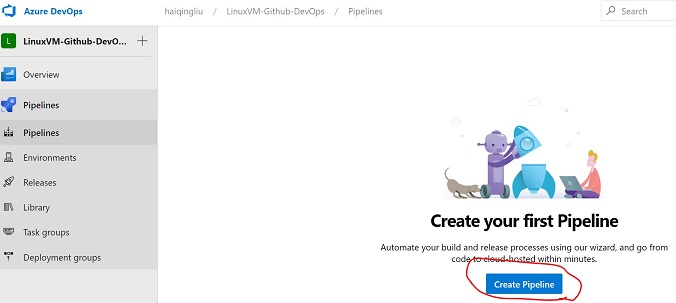 Azure DevOps
haiqingliu / LinuxVM-Github-DevOps / Pipelines
Search
L LinuxVM-Github-DevO... +
Overview
Pipelines
Pipelines
Environments
Releases
Library
Task groups
Deployment groups
Create your first Pipeline
Automate your build and release processes using our wizard, and go from
code to cloud-hosted within minutes.
Create Pipeline